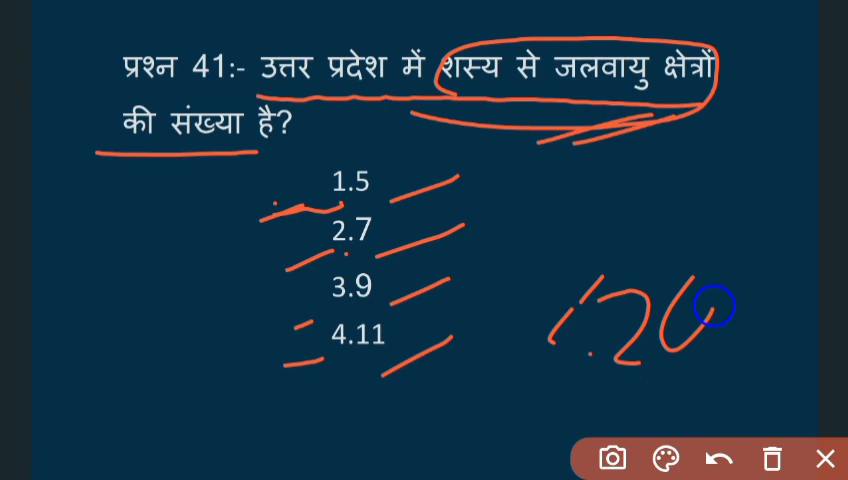 प्रश्न 41:- उत्तर प्रदेश में शस्य से जलवायु क्षेत्रों
की संख्या है?
1.5
2.7
3.9
4.11